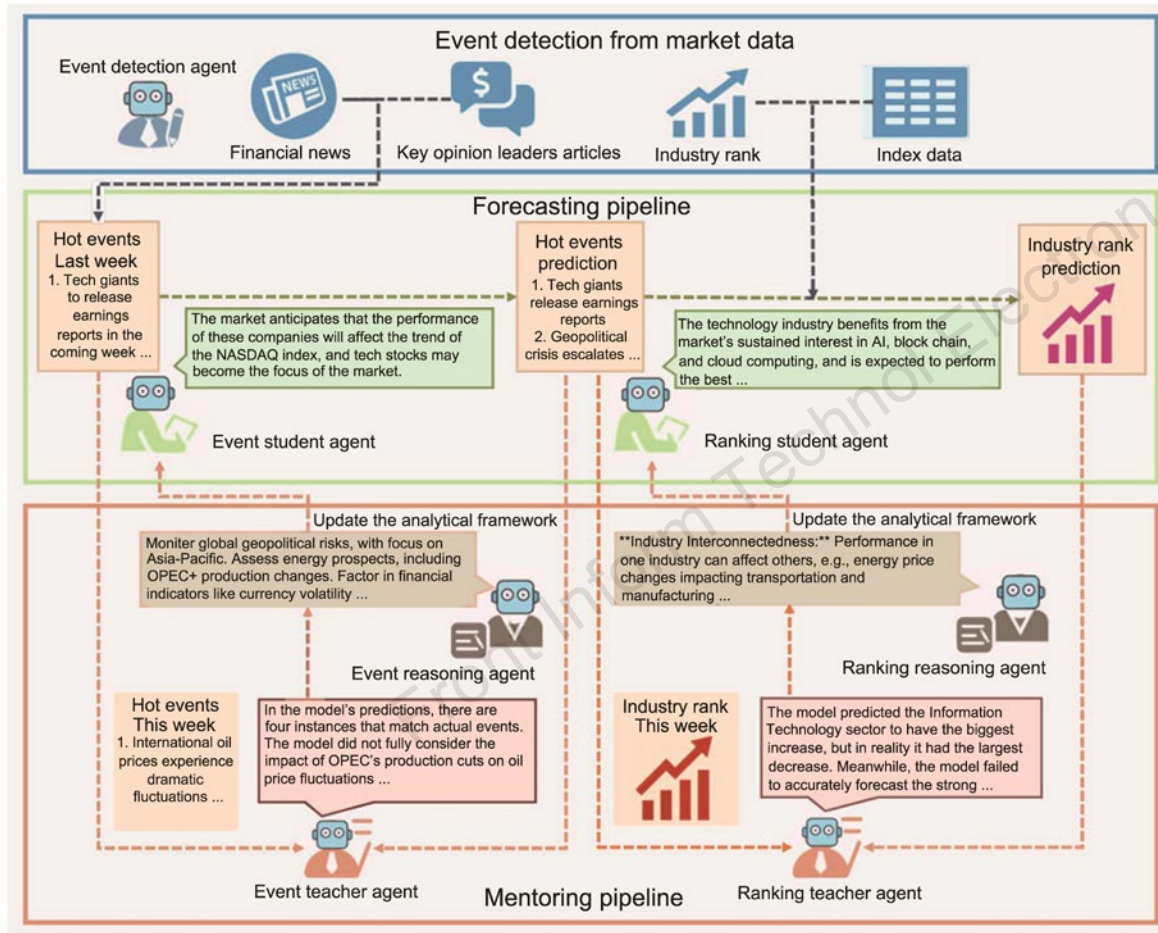 Event detection from market data
Event detection agent
NEWS
$
Financial news
Key opinion leaders articles
Industry rank
Index data
Forecasting pipeline
Hot events
Last week
1. Tech giants
to release
earnings
reports in the
coming week ...
The market anticipates that the performance
of these companies will affect the trend of
the NASDAQ index, and tech stocks may
become the focus of the market.
Event student agent
Hot events
prediction
1. Tech giants
release earnings
reports
2. Geopolitical
crisis escalates ...
The technology industry benefits from the
market's sustained interest in AI, block chain,
and cloud computing, and is expected to perform
the best ...
Ranking student agent
Industry rank
prediction
Update the analytical framework
Moniter global geopolitical risks, with focus on
Asia-Pacific. Assess energy prospects, including
OPEC+ production changes. Factor in financial
indicators like currency volatility ...
Event reasoning agent
Update the analytical framework
**Industry Interconnectedness:** Performance in
one industry can affect others, e.g., energy price
changes impacting transportation and
manufacturing ...
Ranking reasoning agent
Hot events
This week
1. International oil
prices experience
dramatic
fluctuations ...
In the model's predictions, there are
four instances that match actual events.
The model did not fully consider the
impact of OPEC's production cuts on oil
price fluctuations ...
Event teacher agent
Industry rank
This week
The model predicted the Information
Technology sector to have the biggest
increase, but in reality it had the largest
decrease. Meanwhile, the model failed
to accurately forecast the strong ...
Ranking teacher agent
Mentoring pipeline
Front Inform Technol Electron